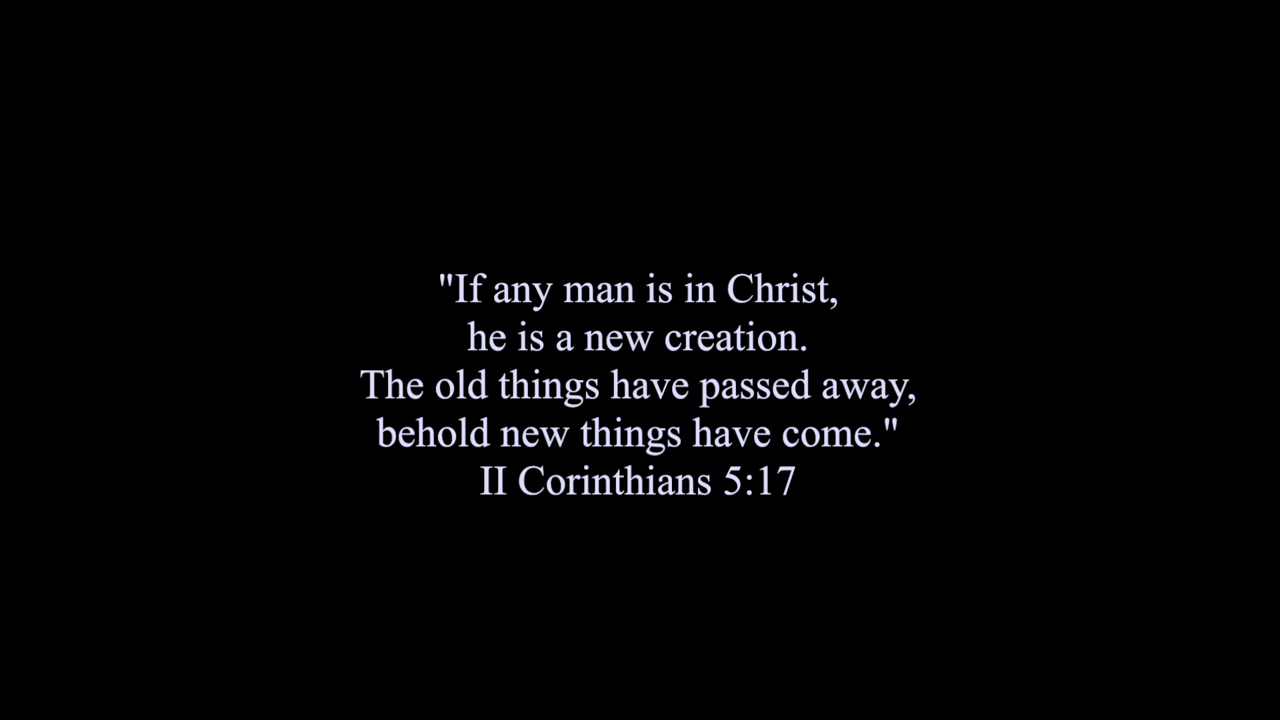 "If any man is in Christ,
he is a new creation.
The old things have passed away,
behold new things have come."
II Corinthians 5:17